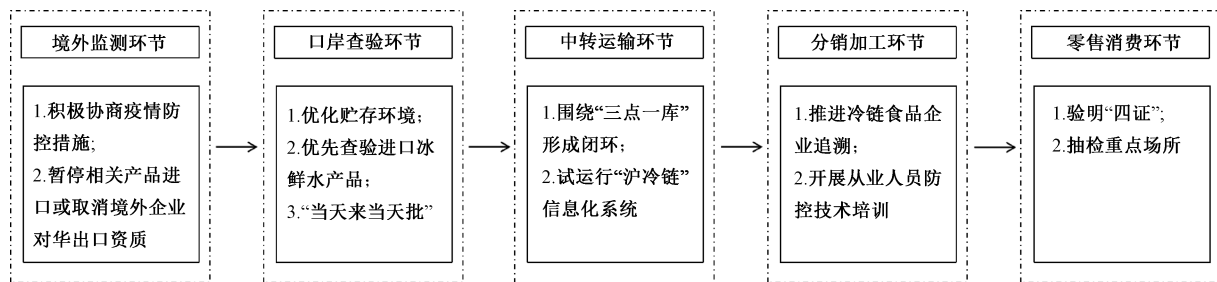 境外监测环节
1.积极协商疫情防
控措施;
2.暂停相关产品进
口或取消境外企业
对华出口资质
口岸查验环节
1.优化贮存环境；
2.优先查验进口冰
鲜水产品；
3.“当天来当天批”
中转运输环节
1.围绕“三点一库”
形成闭环；
2.试运行“沪冷链”
信息化系统
分销加工环节
1.推进冷链食品企
业追溯；
2.开展从业人员防
控技术培训
零售消费环节
1.验明“四证”；
2.抽检重点场所